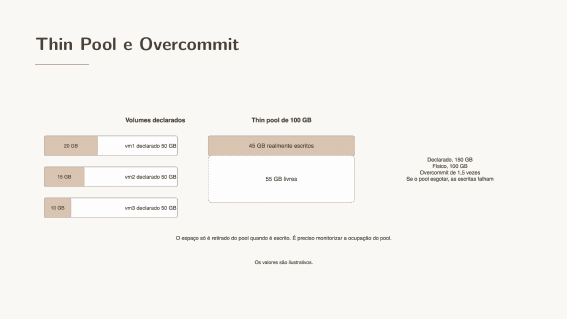 Thin Pool e Overcommit
Volumes declarados
Thin pool de 100 GB
20 GB
vm1 declarado 50 GB
15 GB
vm2 declarado 50 GB
10 GB
vm3 declarado 50 GB
45 GB realmente escritos
55 GB livres
Declarado, 150 GB
Físico, 100 GB
Overcommit de 1,5 vezes
Se o pool esgotar, as escritas falham
O espaço só é retirado do pool quando é escrito. É preciso monitorizar a ocupação do pool.
Os valores são ilustrativos.